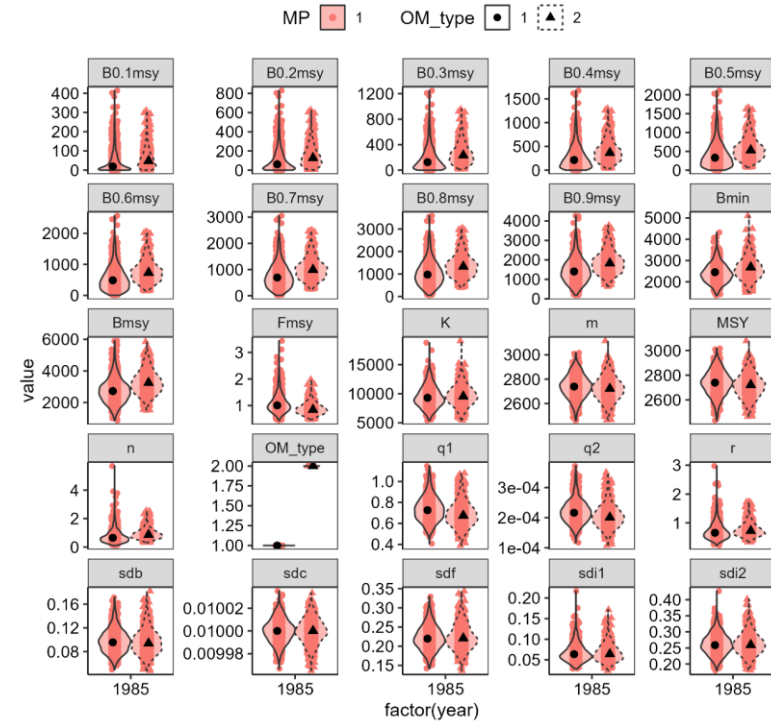 MP 1 OM_type 1 2
B0.1msy B0.2msy B0.3msy B0.4msy B0.5msy
400 300 200 100 0
800 600 400 200 0
1200 800 400 0
1500 1000 500 0
2000 1500 1000 500 0
B0.6msy B0.7msy B0.8msy B0.9msy Bmin
2000 1000 0
3000 2000 1000 0
4000 3000 2000 1000 0
4000 3000 2000 1000 0
5000 4000 3000 2000
Bmsy Fmsy K m MSY
6000 4000 2000
3 2 1
15000 10000 5000
3000 2800 2600
3000 2800 2600
n OM_type q1 q2 r
4 2 0
2.00 1.75 1.50 1.25 1.00
1.0 0.8 0.6 0.4
3e-04 2e-04 1e-04
3 2 1
sdb sdc sdf sdi1 sdi2
0.16 0.12 0.08
0.01002 0.01000 0.00998
0.35 0.30 0.25 0.20 0.15
0.20 0.15 0.10 0.05
0.40 0.35 0.30 0.25 0.20
value
1985 1985 1985 1985 1985
factor(year)